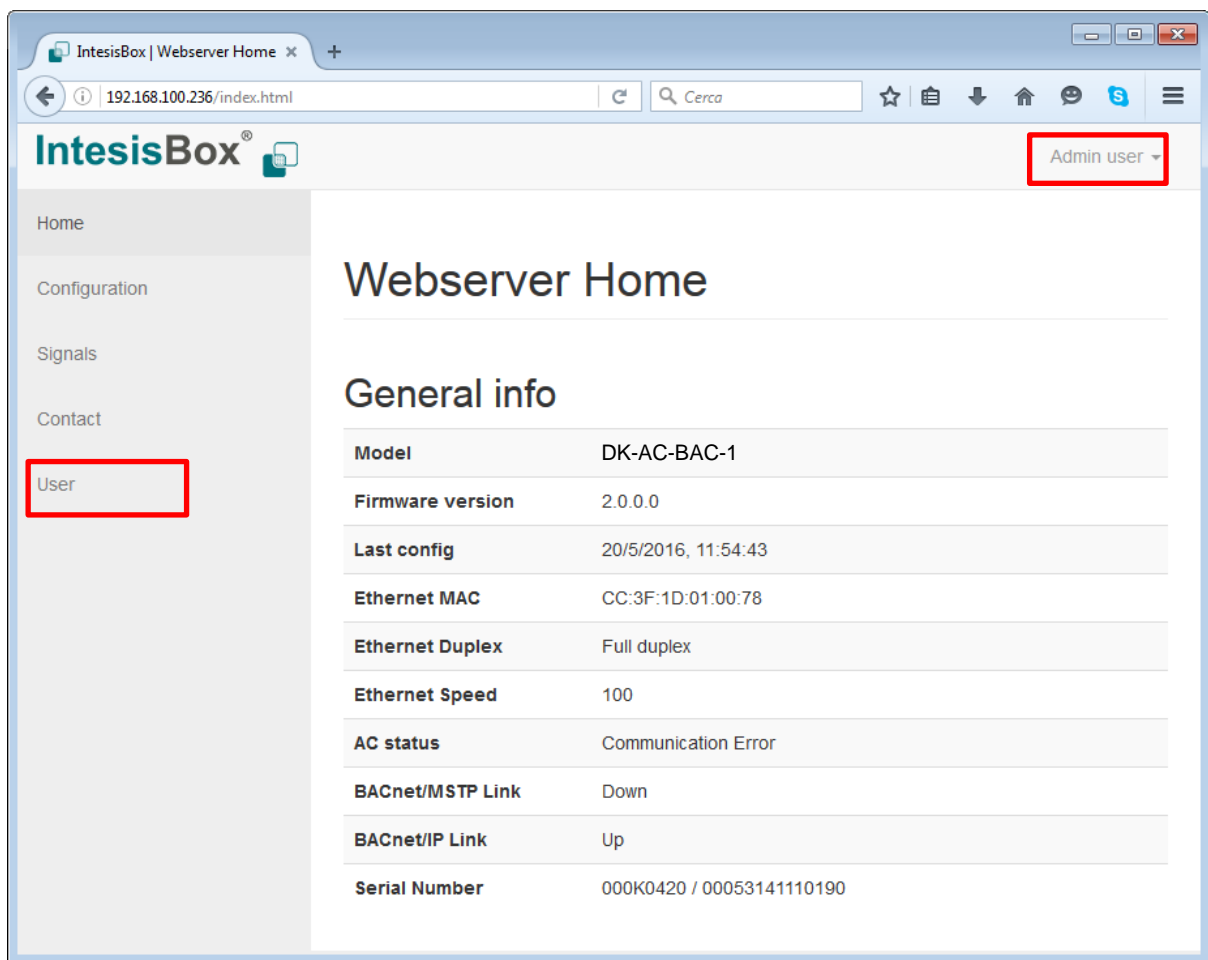 IntesisBox | Webserver Home
192.168.100.236/index.html
Cerca
IntesisBox®
Admin user
Home
Configuration
Signals
Contact
User
Webserver Home
General info
Model DK-AC-BAC-1
Firmware version 2.0.0.0
Last config 20/5/2016, 11:54:43
Ethernet MAC CC:3F:1D:01:00:78
Ethernet Duplex Full duplex
Ethernet Speed 100
AC status Communication Error
BACnet/MSTP Link Down
BACnet/IP Link Up
Serial Number 000K0420 / 00053141110190